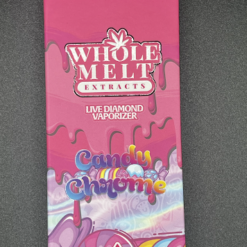 WHOLE
MELT
EXTRACTS
LIVE DIAMOND
VAPORIZER
Candy
Chrome